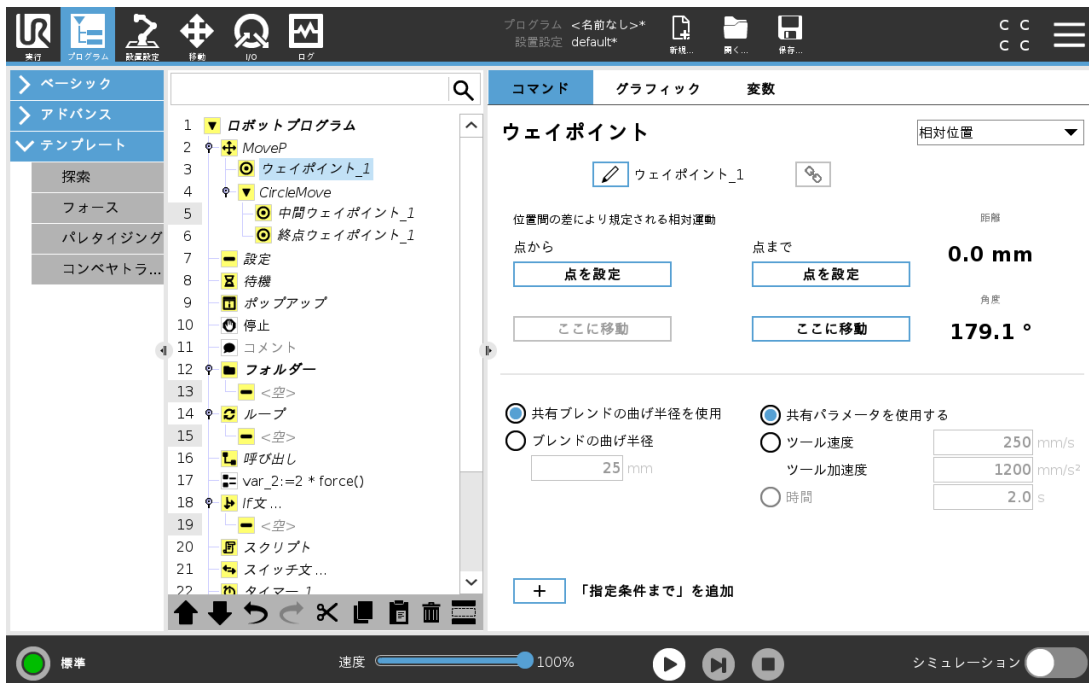 プログラム <名前なし>*
設置設定 default*
C C
C C
実行
プログラム
設置設定
移動
I/O
ログ
新規...
開く...
保存...
ベーシック
アドバンス
テンプレート
探索
フォース
パレタイジング
コンベヤトラ...
1 ロボットプログラム
2 MoveP
3 ウェイポイント_1
4 CircleMove
5 中間ウェイポイント_1
6 終点ウェイポイント_1
7 設定
8 待機
9 ポップアップ
10 停止
11 コメント
12 フォルダー
13 <空>
14 ループ
15 <空>
16 呼び出し
17 var_2:=2 * force()
18 If文...
19 <空>
20 スクリプト
21 スイッチ文...
22 タイマー_1
コマンド グラフィック 変数
ウェイポイント
相対位置
ウェイポイント_1
位置間の差により規定される相対運動
距離
点から 点まで
0.0 mm
点を設定 点を設定
角度
ここに移動 ここに移動
179.1 °
共有ブレンドの曲げ半径を使用
ブレンドの曲げ半径
25 mm
共有パラメータを使用する
ツール速度 250 mm/s
ツール加速度 1200 mm/s²
時間 2.0 s
+ 「指定条件まで」を追加
標準
速度 100%
シミュレーション